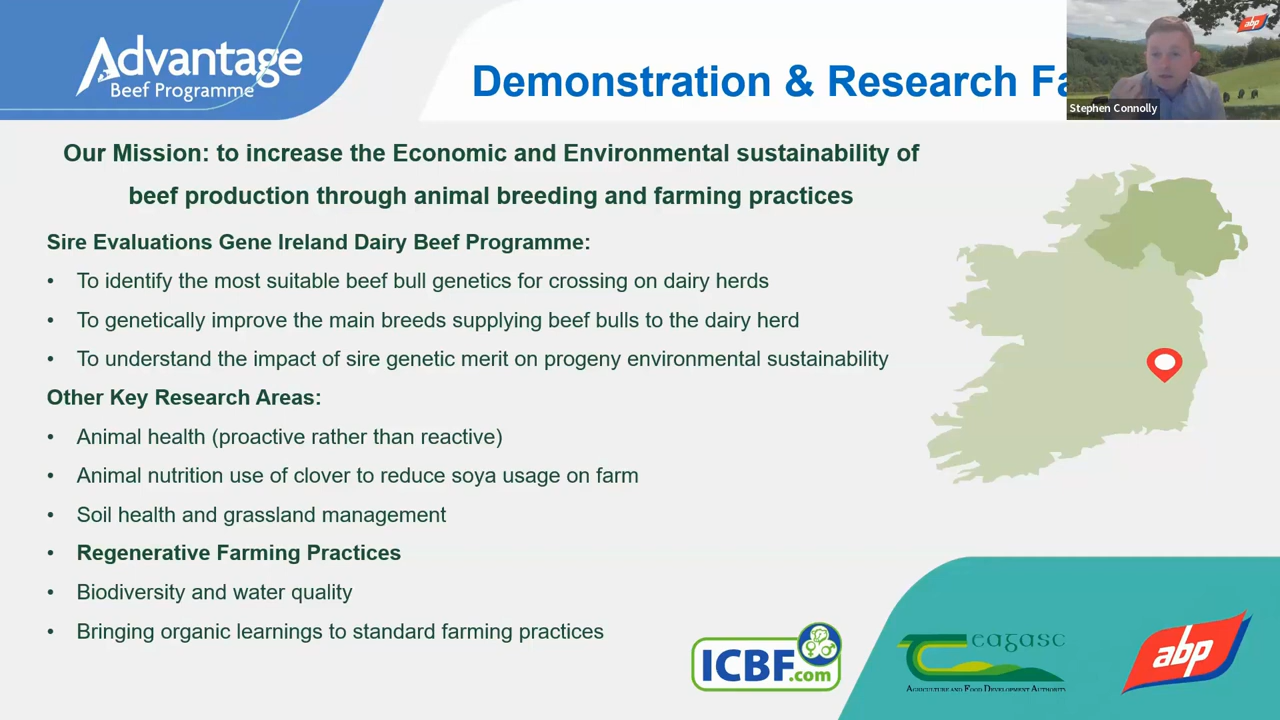 Advantage
Beef Programme
Demonstration & Research Fa
abp
Stephen Connolly
Our Mission: to increase the Economic and Environmental sustainability of
beef production through animal breeding and farming practices
Sire Evaluations Gene Ireland Dairy Beef Programme:
• To identify the most suitable beef bull genetics for crossing on dairy herds
• To genetically improve the main breeds supplying beef bulls to the dairy herd
• To understand the impact of sire genetic merit on progeny environmental sustainability
Other Key Research Areas:
• Animal health (proactive rather than reactive)
• Animal nutrition use of clover to reduce soya usage on farm
• Soil health and grassland management
• Regenerative Farming Practices
• Biodiversity and water quality
• Bringing organic learnings to standard farming practices
ICBF.com
Teagasc
Agriculture and Food Development Authority
abp